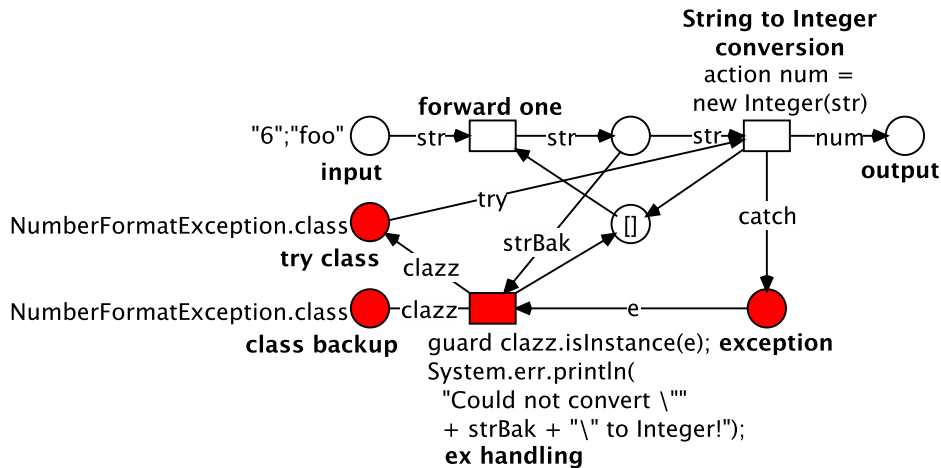 String to Integer
conversion
action num =
new Integer(str)
forward one
"6";"foo"
str
str
str
num
input
output
try
[]
catch
NumberFormatException.class
try class
strBak
clazz
NumberFormatException.class
clazz
e
class backup
guard clazz.isInstance(e);
exception
System.err.println(
"Could not convert \""
+ strBak + "\" to Integer!");
ex handling